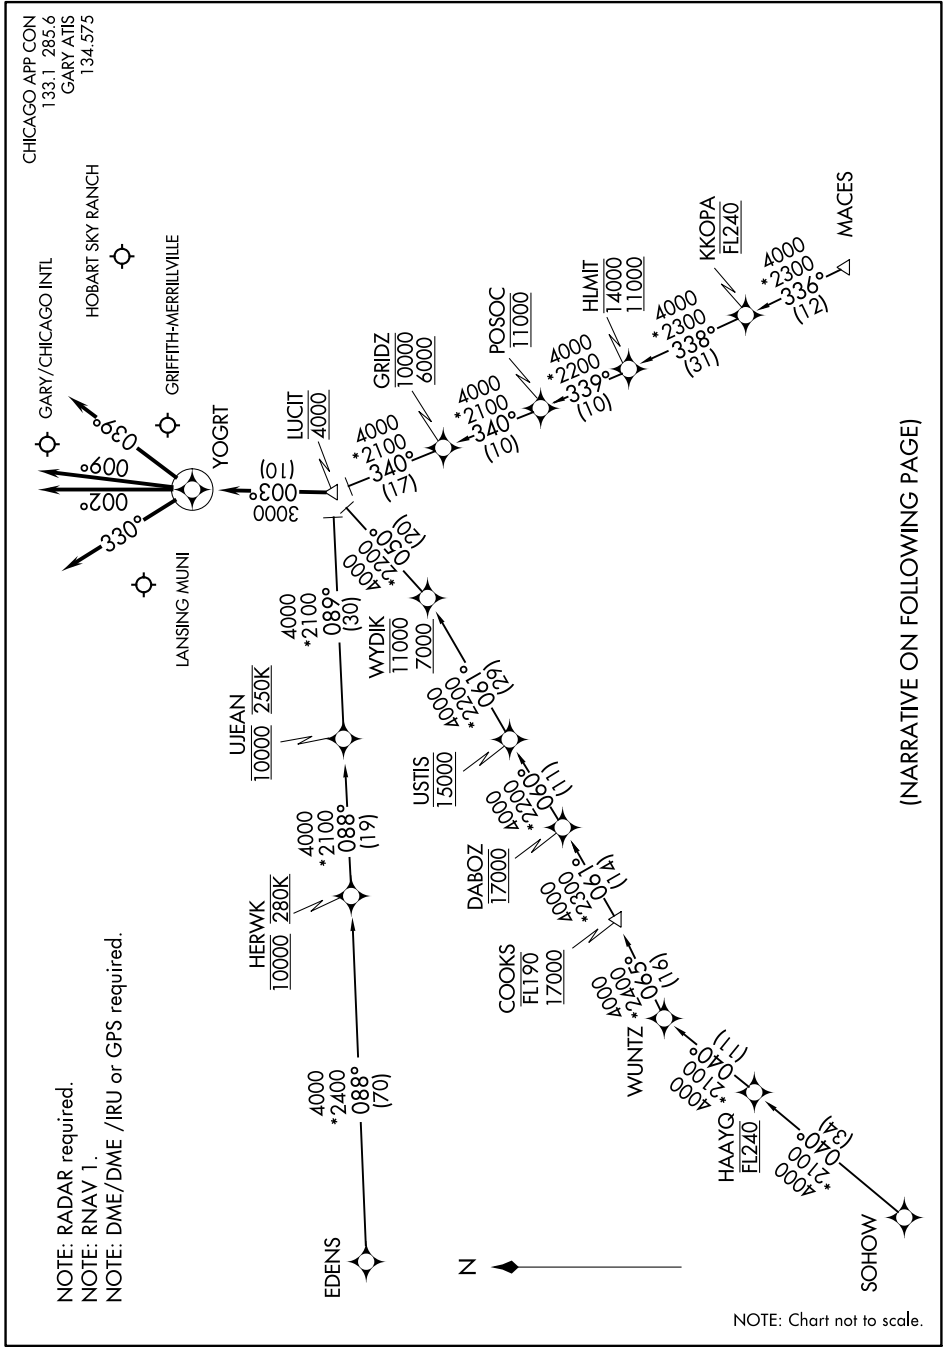 CHICAGO APP CON
133.1 285.6
GARY ATIS
134.575
NOTE: RADAR required.
NOTE: RNAV 1.
NOTE: DME/DME /IRU or GPS required.
GARY/CHICAGO INTL
HOBART SKY RANCH
GRIFFITH-MERRILLVILLE
LANSING MUNI
330°
002°
009°
039°
YOGRT
3000
003°
(10)
LUCIT
4000
EDENS
4000
*2400
088°
(70)
HERWK
10000 280K
4000
*2100
088°
(19)
UJEAN
10000 250K
4000
*2100
089°
(30)
SOHOW
4000
*2100
040°
(34)
HAAYQ
FL240
4000
*2100
040°
(11)
WUNTZ
4000
*2400
065°
(16)
COOKS
FL190
17000
4000
*2300
061°
(14)
DABOZ
17000
4000
*2200
060°
(11)
USTIS
15000
4000
*2200
061°
(29)
WYDIK
11000
7000
4000
*2200
050°
(20)
4000
*2100
340°
(17)
GRIDZ
10000
6000
4000
*2100
340°
(10)
POSOC
11000
4000
*2200
339°
(10)
HLMIT
14000
11000
4000
*2300
338°
(31)
KKOPA
FL240
4000
*2300
336°
(12)
MACES
N
(NARRATIVE ON FOLLOWING PAGE)
NOTE: Chart not to scale.